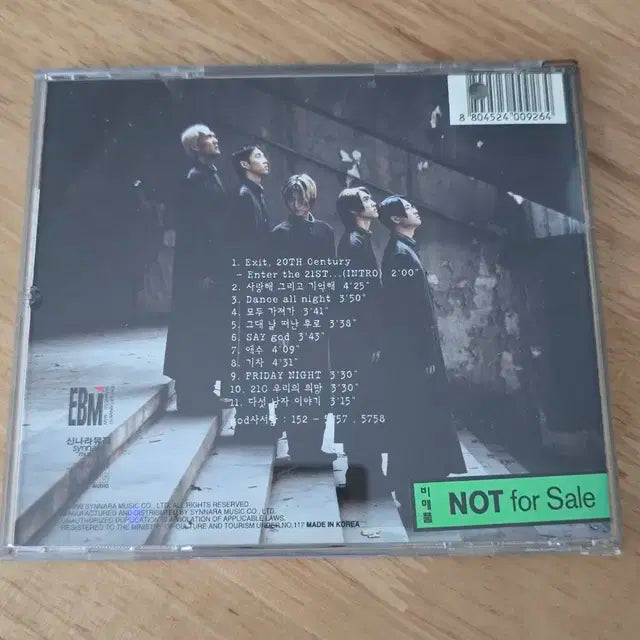 8 804524 009264
1. Exit, 20TH Century
- Enter the 21ST...(INTRO) 2'00"
2. 사랑해 그리고 기억해 4'25"
3. Dance all night 3'50"
4. 모두 가져가 3'41"
5. 그대 날 떠난 후로 3'38"
6. SAY god 3'43"
7. 애수 4'09"
8. 기차 4'31"
9. FRIDAY NIGHT 3'30"
10. 21C 우리의 희망 3'30"
11. 다섯 남자 이야기 3'15"
152 - 5757 . 5758
EBM
신나라뮤직
비매품
NOT for Sale
SYNNARA MUSIC CO., LTD. ALL RIGHTS RESERVED.
MANUFACTURED AND DISTRIBUTED BY SYNNARA MUSIC CO., LTD.
UNAUTHORIZED DUPLICATION IS A VIOLATION OF APPLICABLE LAWS.
REGISTERED TO THE MINISTRY OF CULTURE AND TOURISM UNDER NO.117 MADE IN KOREA